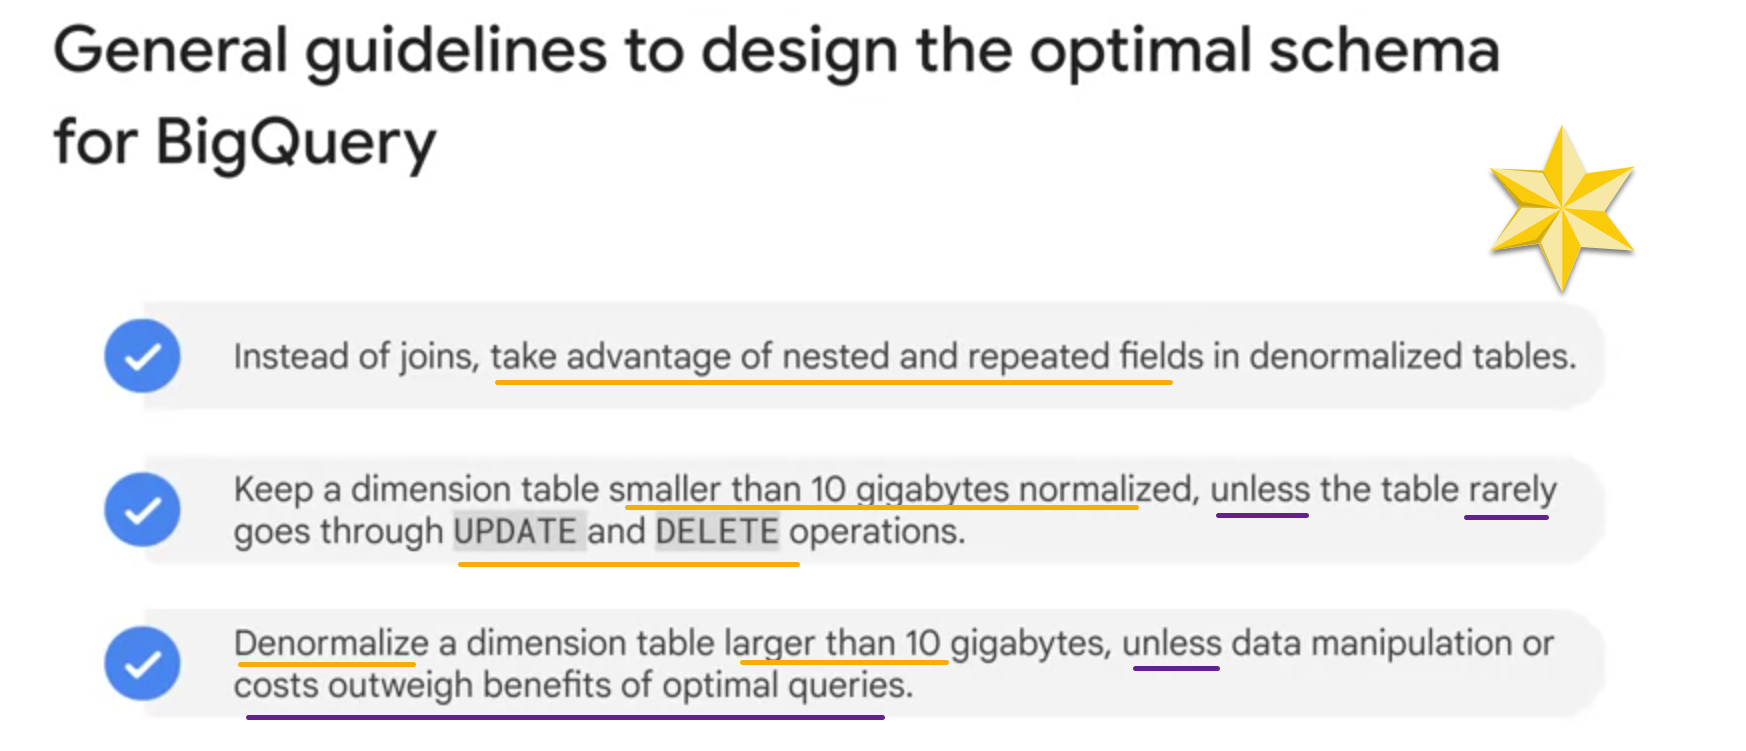 General guidelines to design the optimal schema
for BigQuery
Instead of joins, take advantage of nested and repeated fields in denormalized tables.
Keep a dimension table smaller than 10 gigabytes normalized, unless the table rarely
goes through UPDATE and DELETE operations.
Denormalize a dimension table larger than 10 gigabytes, unless data manipulation or
costs outweigh benefits of optimal queries.